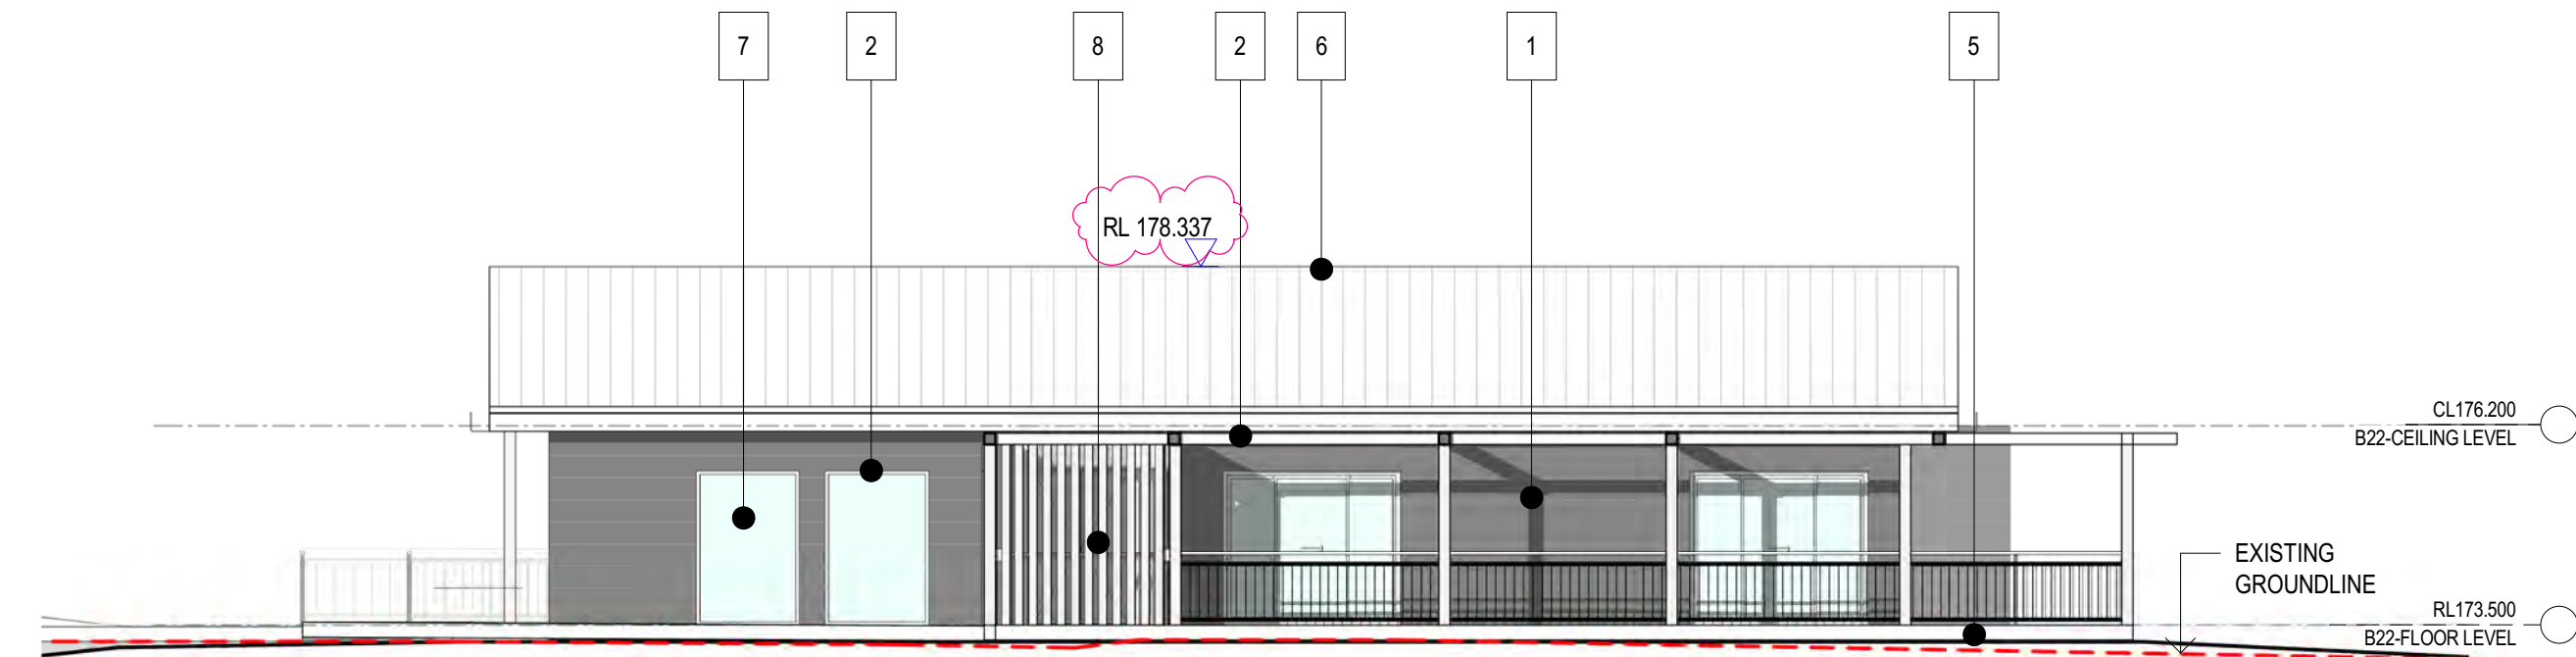 7
2
8
2
6
1
5
RL 178.337
CL176.200
B22-CEILING LEVEL
EXISTING
GROUNDLINE
RL173.500
B22-FLOOR LEVEL